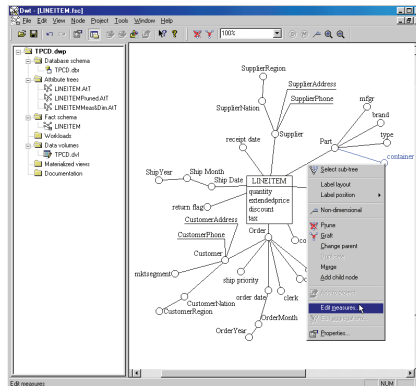 Dwt - [LINEITEM.fsc]
File Edit View Node Project Tools Window Help
100%
TPCD.dwp
Database schema
TPCD.dbr
Attribute trees
LINEITEM.AtT
LINEITEMPruned.AtT
LINEITEMMeas&Dim.AtT
Fact schema
LINEITEM
Workloads
Data volumes
TPCD.dvl
Materialized views
Documentation
SupplierRegion
SupplierAddress
SupplierPhone
SupplierNation
Supplier
receipt date
mfgr
brand
type
Part
container
ShipYear
Ship Month
Ship Date
return flag
LINEITEM
quantity
extendedprice
discount
tax
CustomerAddress
CustomerPhone
Customer
Order
mktsegment
ship priority
CustomerNation
CustomerRegion
order date
clerk
OrderMonth
OrderYear
Select sub-tree
Label layout
Label position
Non-dimensional
Prune
Graft
Change parent
Duplicate
Merge
Add child node
Edit measures...
Properties...
Edit measures
NUM